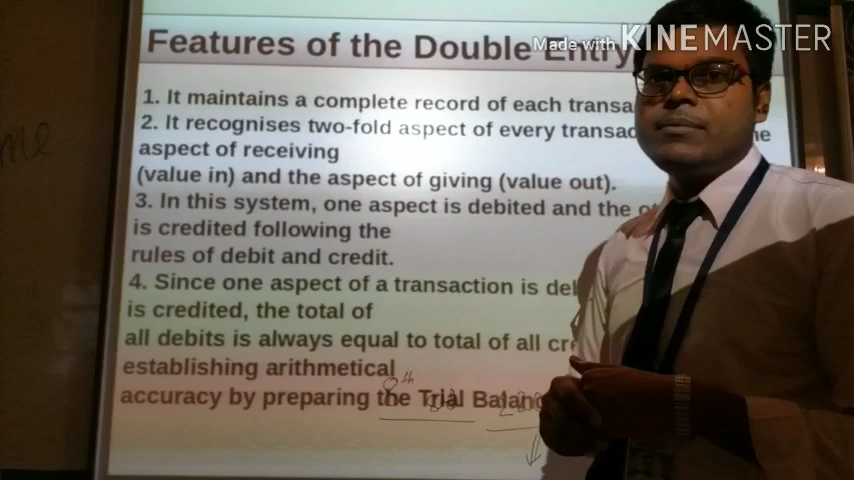 Made with KINEMASTER
Features of the Double Entry
1. It maintains a complete record of each transa
2. It recognises two-fold aspect of every transac
aspect of receiving
(value in) and the aspect of giving (value out).
3. In this system, one aspect is debited and the
is credited following the
rules of debit and credit.
4. Since one aspect of a transaction is de
is credited, the total of
all debits is always equal to total of all cre
establishing arithmetical
accuracy by preparing the Trial Balanc